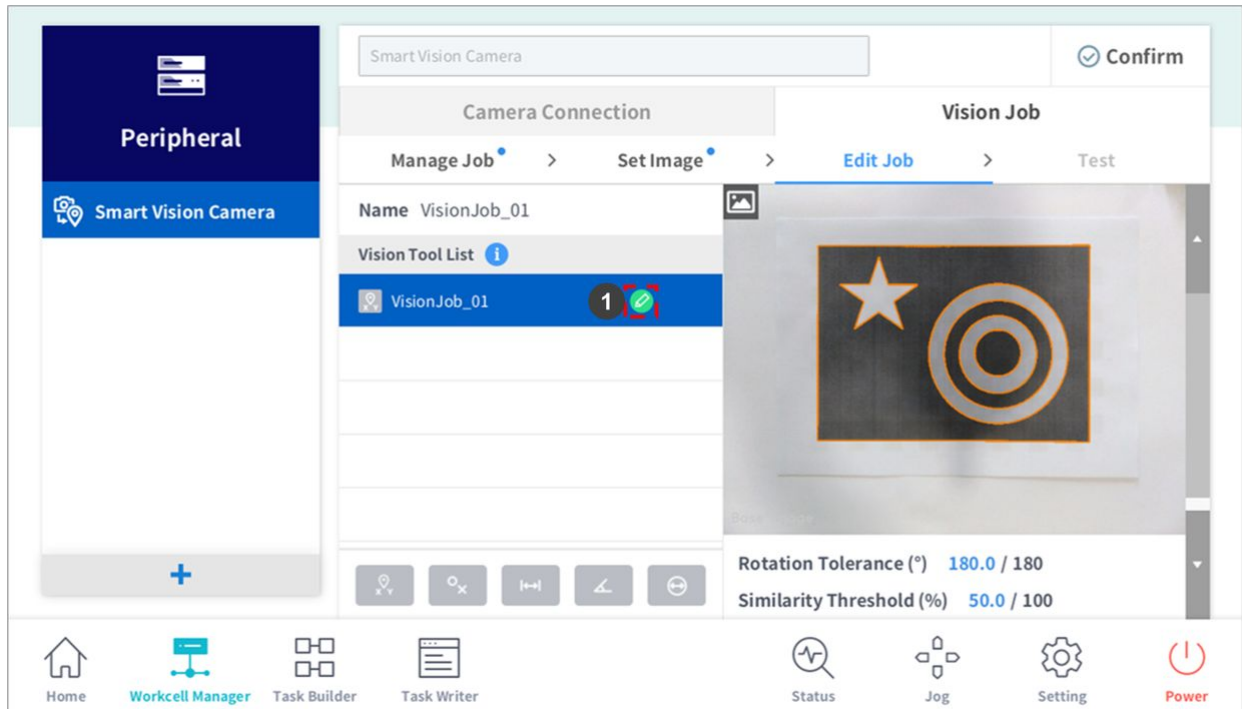 Peripheral
Smart Vision Camera
+
Smart Vision Camera
Confirm
Camera Connection
Vision Job
Manage Job > Set Image > Edit Job > Test
Name VisionJob_01
Vision Tool List i
VisionJob_01 1
Rotation Tolerance (°) 180.0 / 180
Similarity Threshold (%) 50.0 / 100
Home
Workcell Manager
Task Builder
Task Writer
Status
Jog
Setting
Power